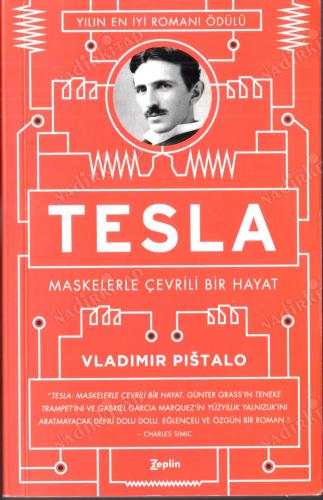 YILIN EN İYİ ROMANI ÖDÜLÜ
TESLA
MASKELERLE ÇEVRİLİ BİR HAYAT
VLADIMIR PIŠTALO
"TESLA: MASKELERLE ÇEVRİLİ BİR HAYAT, GÜNTER GRASS'IN TENEKE
TRAMPET'İNİ VE GABRIEL GARCIA MARQUEZ'İN YÜZYILLIK YALNIZLIK'INI
ARATMAYACAK DENLİ DOLU DOLU, EĞLENCELİ VE ÖZGÜN BİR ROMAN."
– CHARLES SIMIC
Zeplin